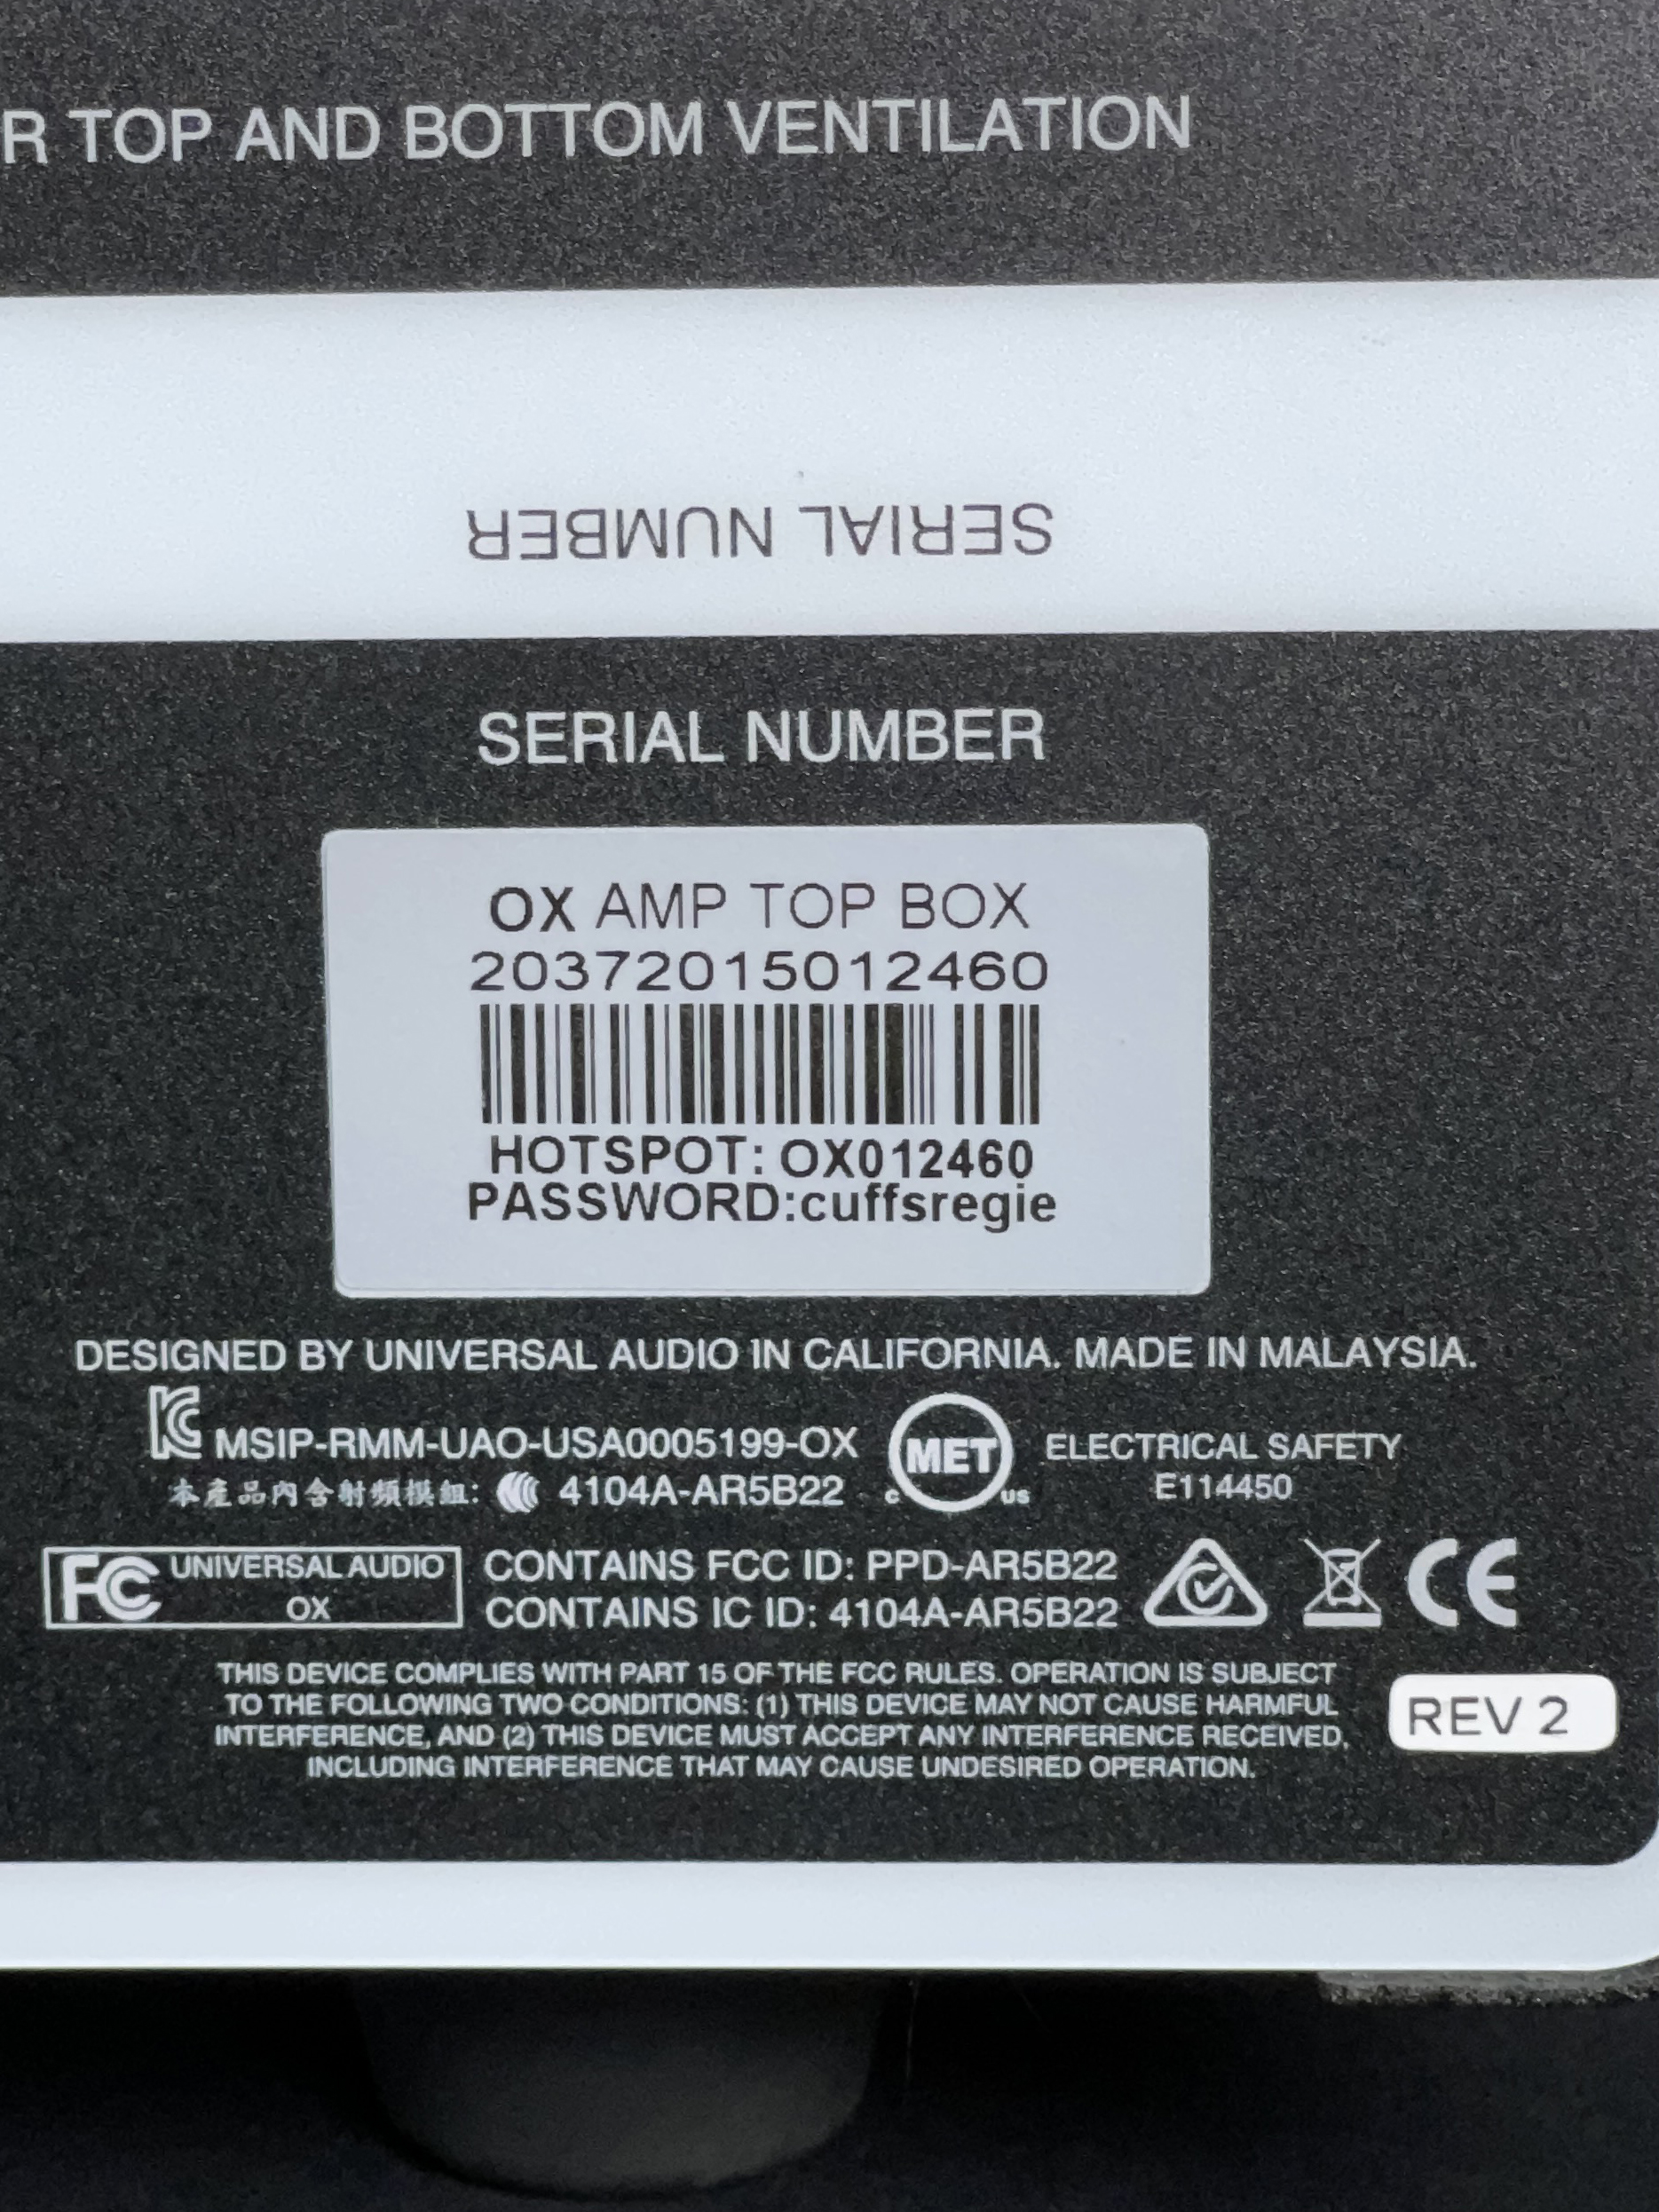 R TOP AND BOTTOM VENTILATION
SERIAL NUMBER
SERIAL NUMBER
OX AMP TOP BOX
20372015012460
HOTSPOT: OX012460
PASSWORD:cuffsregie
DESIGNED BY UNIVERSAL AUDIO IN CALIFORNIA. MADE IN MALAYSIA.
MSIP-RMM-UAO-USA0005199-OX
本產品內含射頻模組: 4104A-AR5B22
c MET us
ELECTRICAL SAFETY
E114450
FC UNIVERSAL AUDIO
OX
CONTAINS FCC ID: PPD-AR5B22
CONTAINS IC ID: 4104A-AR5B22
CE
THIS DEVICE COMPLIES WITH PART 15 OF THE FCC RULES. OPERATION IS SUBJECT
TO THE FOLLOWING TWO CONDITIONS: (1) THIS DEVICE MAY NOT CAUSE HARMFUL
INTERFERENCE, AND (2) THIS DEVICE MUST ACCEPT ANY INTERFERENCE RECEIVED,
INCLUDING INTERFERENCE THAT MAY CAUSE UNDESIRED OPERATION.
REV 2